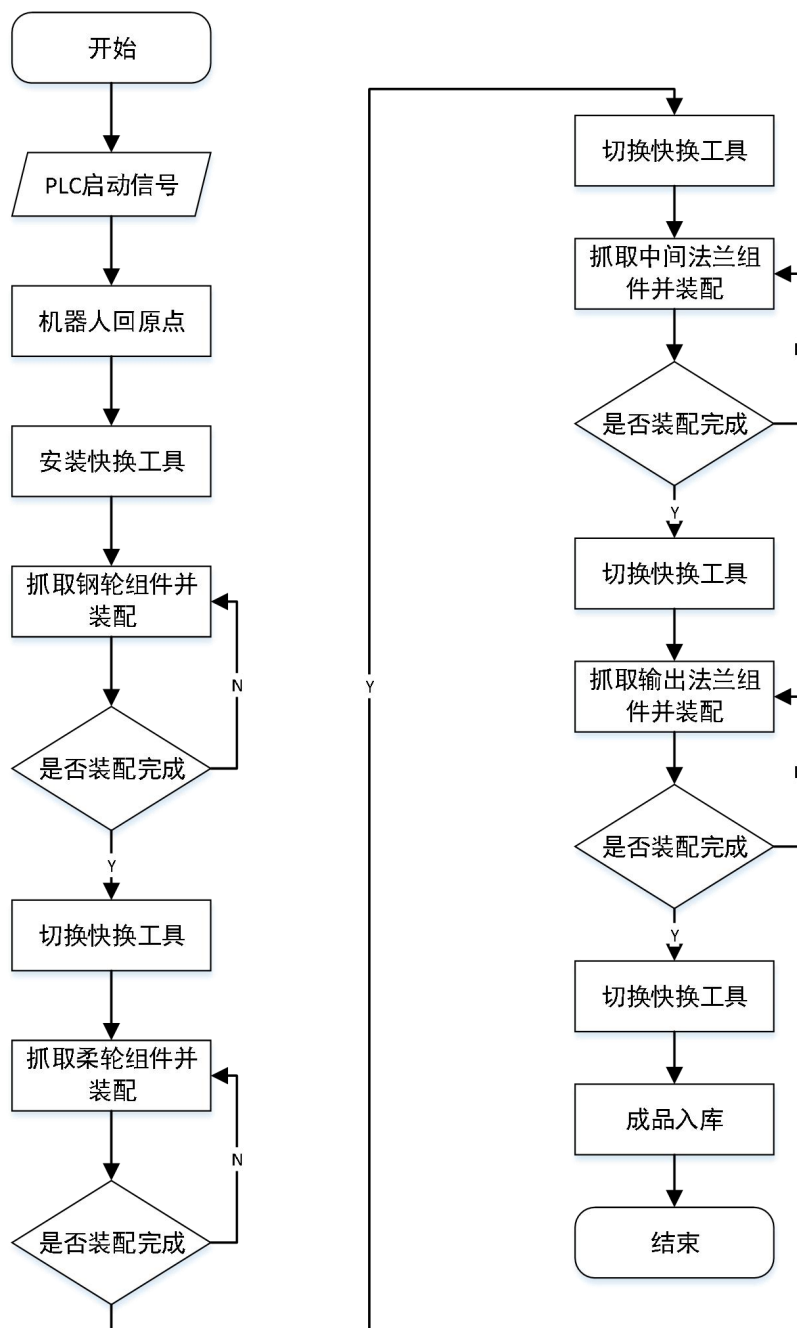 开始
PLC启动信号
机器人回原点
安装快换工具
抓取钢轮组件并
装配
N
是否装配完成
Y
切换快换工具
抓取柔轮组件并
装配
N
是否装配完成
Y
切换快换工具
抓取中间法兰组
件并装配
是否装配完成
Y
切换快换工具
抓取输出法兰组
件并装配
是否装配完成
Y
切换快换工具
成品入库
结束